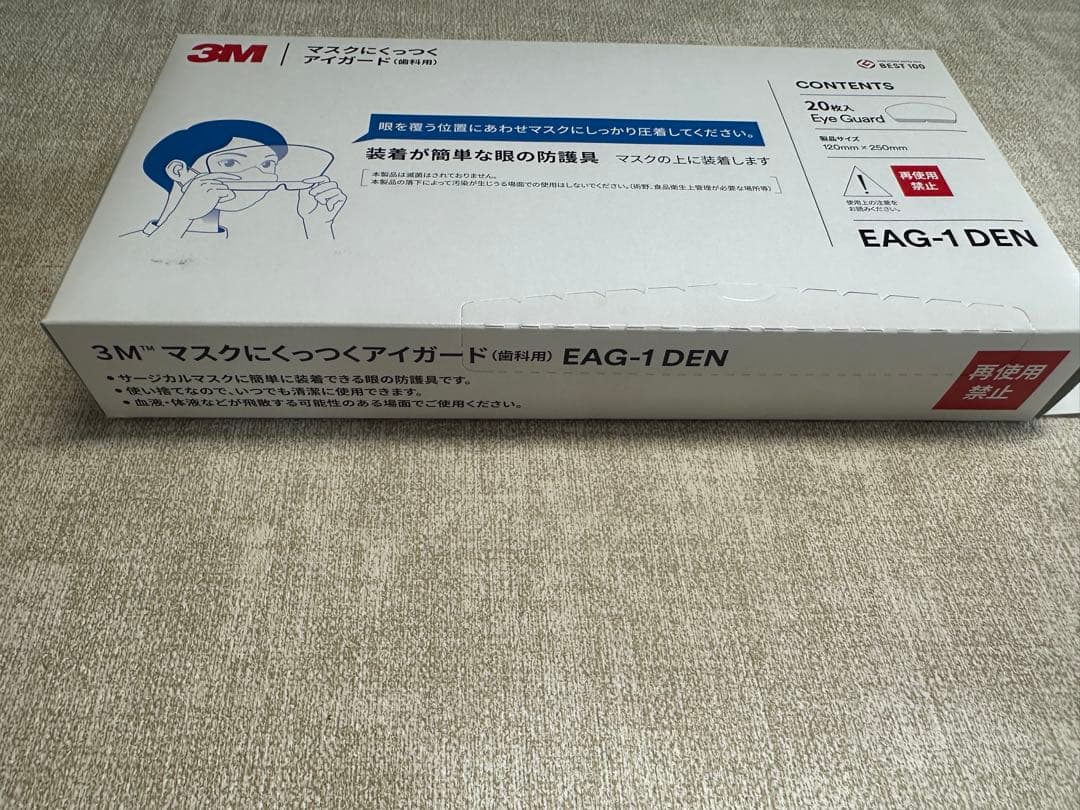 3M
マスクにくっつく
アイガード(歯科用)
BEST 100
眼を覆う位置にあわせマスクにしっかり圧着してください。
装着が簡単な眼の防護具 マスクの上に装着します
本製品は滅菌はされておりません。
本製品の落下によって汚染が生じうる場面での使用はしないでください。(術野、食品衛生上管理が必要な場所等)
CONTENTS
20枚入
Eye Guard
製品サイズ
120mm×250mm
使用上の注意を
お読みください。
再使用
禁止
EAG-1 DEN
3M™ マスクにくっつくアイガード(歯科用) EAG-1 DEN
•サージカルマスクに簡単に装着できる眼の防護具です。
•使い捨てなので、いつでも清潔に使用できます。
•血液・体液などが飛散する可能性のある場面でご使用ください。
再使用
禁止